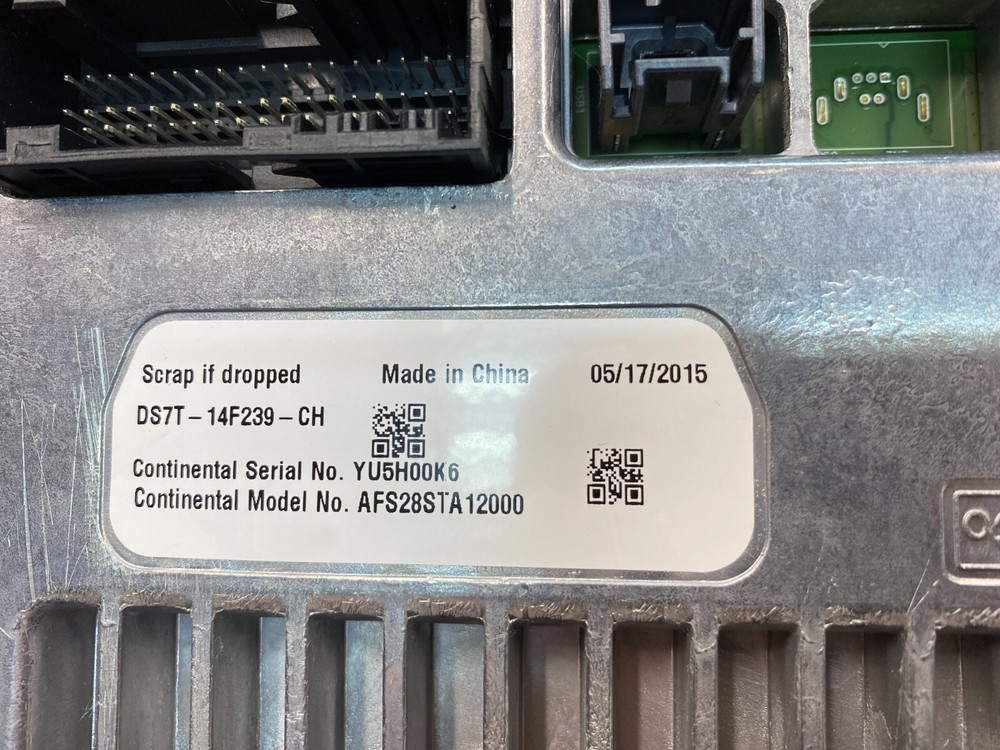 Scrap if dropped Made in China 05/17/2015
DS7T-14F239-CH
Continental Serial No. YU5H00K6
Continental Model No. AFS28STA12000